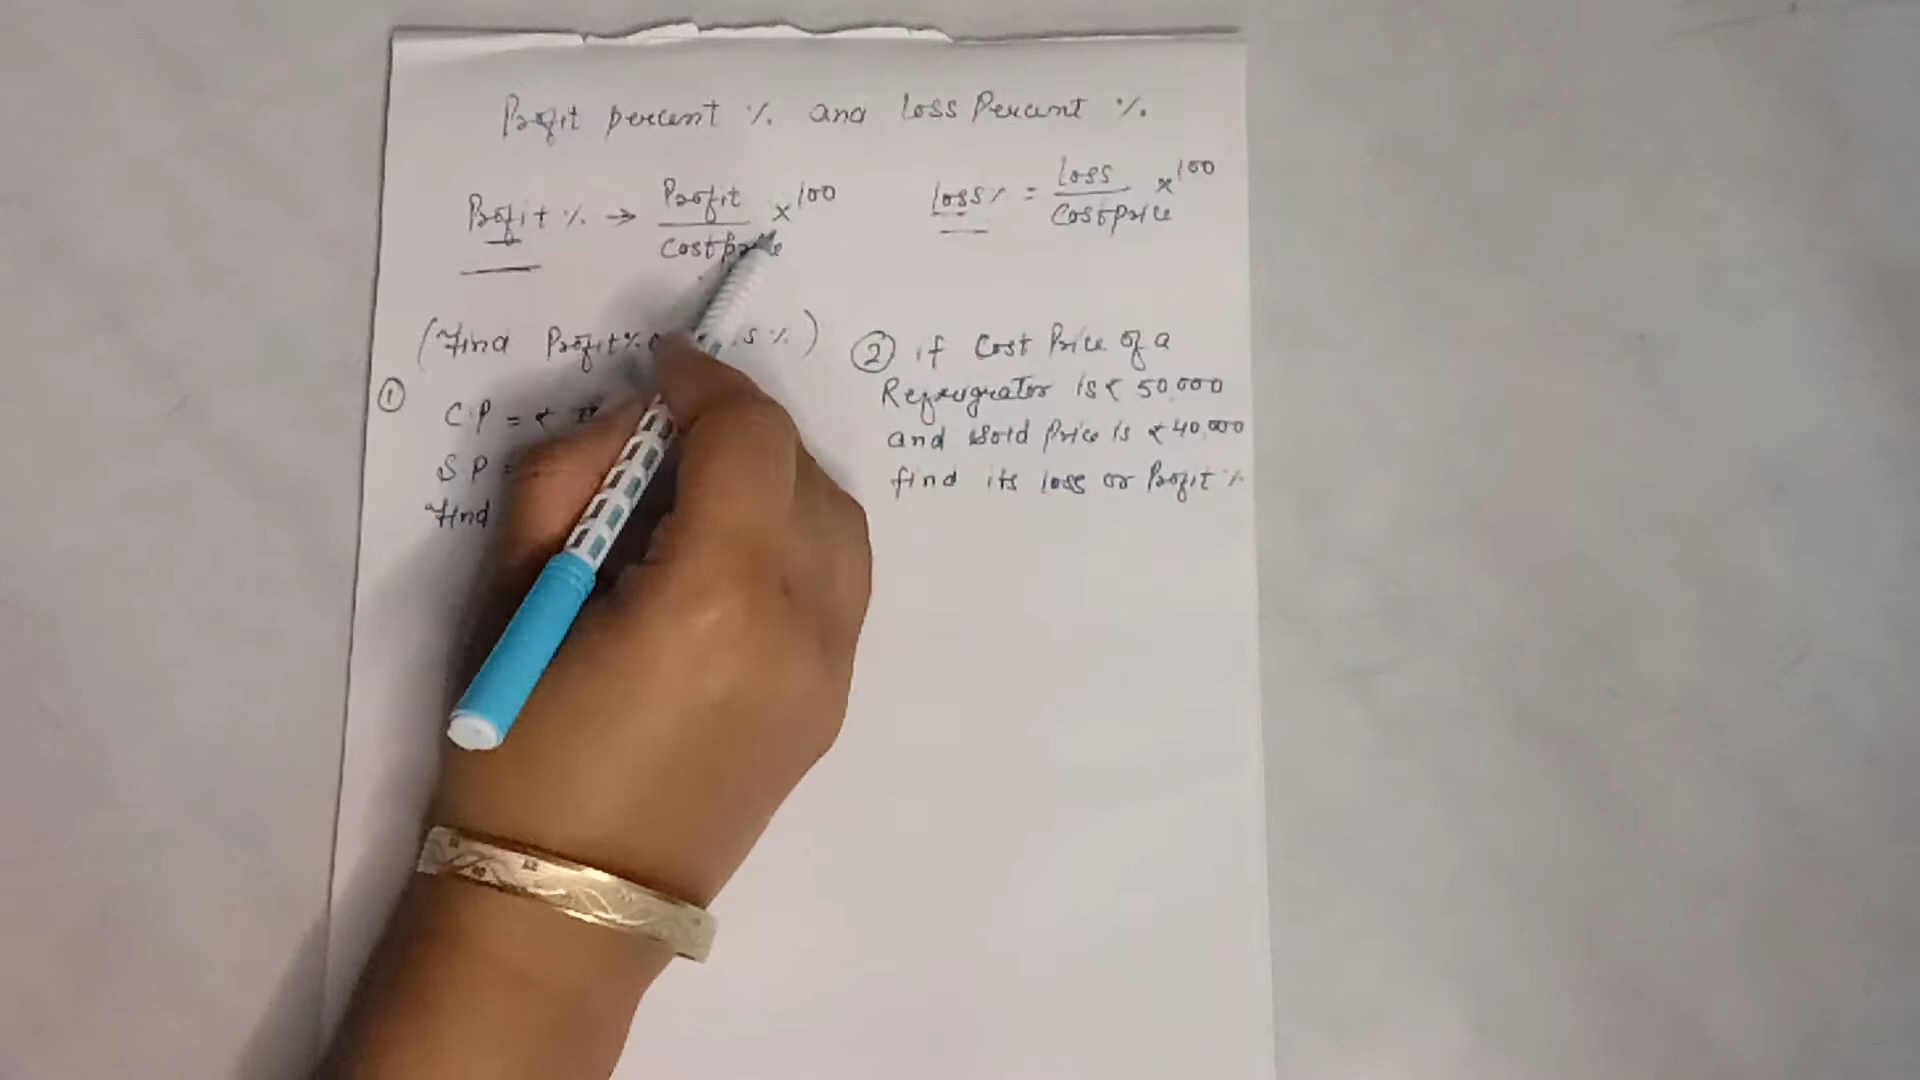 Profit percent % and Loss Percent %
Profit % → Profit / Cost price × 100
loss % = Loss / Cost price × 100
(Find Profit % s %)
① C P = ₹
S P =
Find
② if Cost Price of a
Refrigrator is ₹ 50,000
and Sold Price is ₹ 40,000
find its loss or Profit %